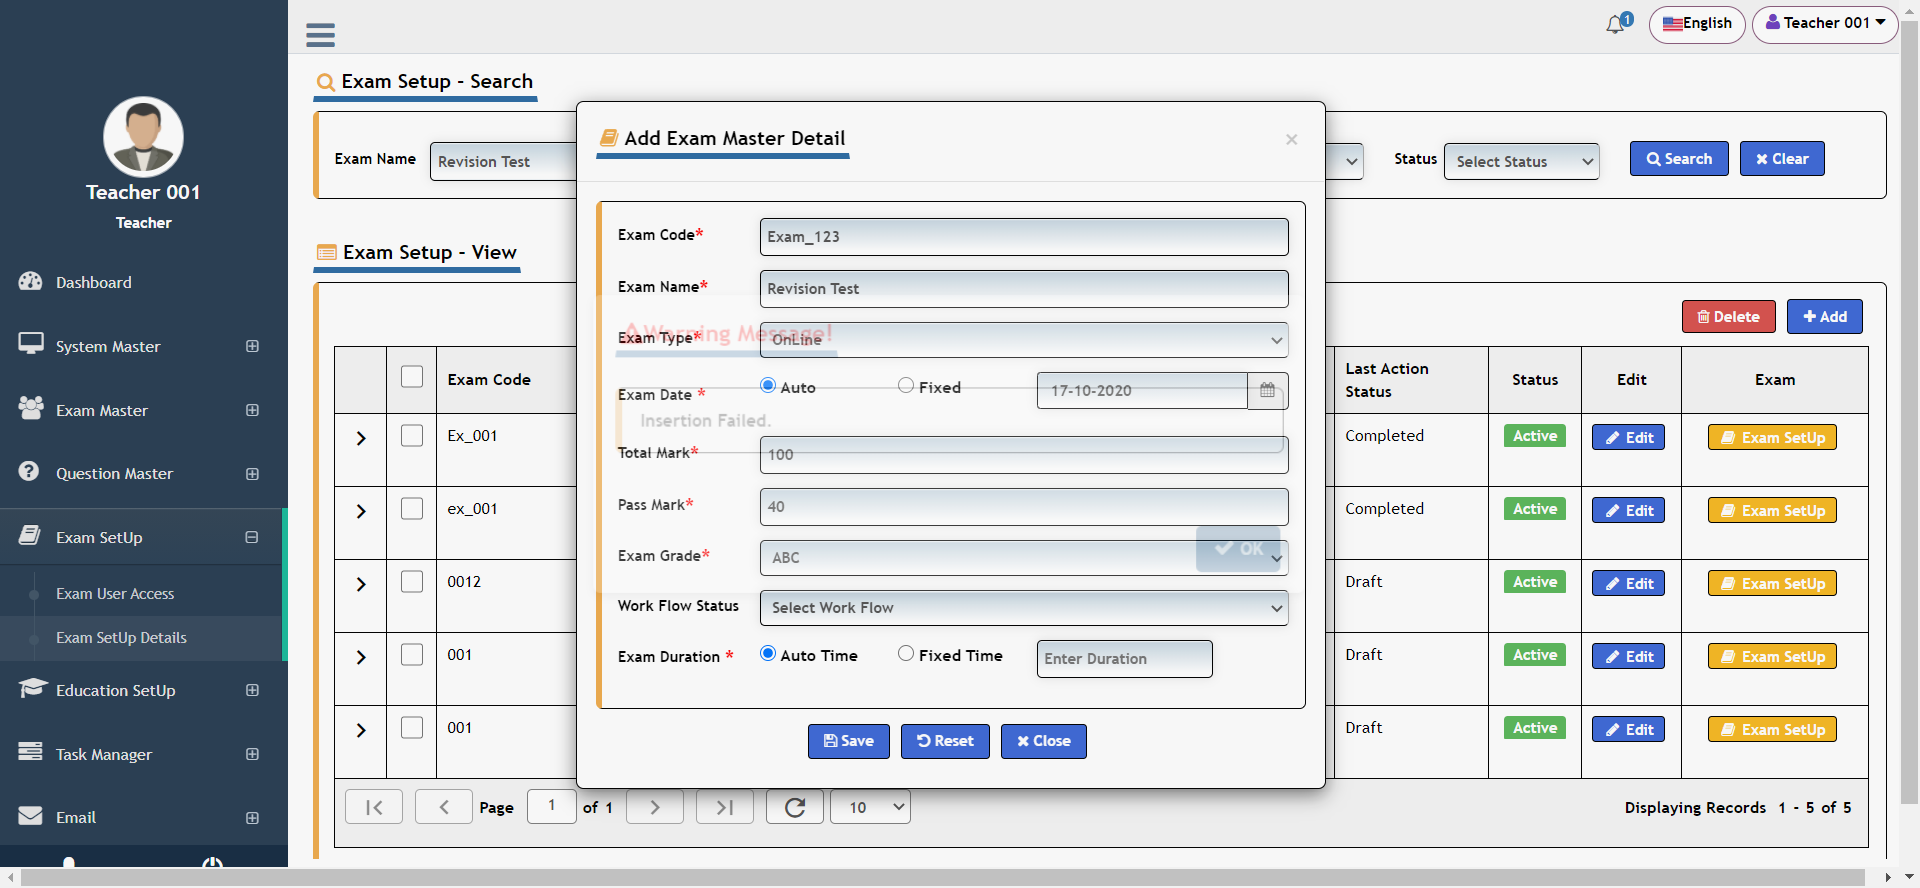 1
English
Teacher 001
Teacher 001
Teacher
Dashboard
System Master
Exam Master
Question Master
Exam SetUp
Exam User Access
Exam SetUp Details
Education SetUp
Task Manager
Email
Exam Setup - Search
Exam Name
Revision Test
Status
Select Status
Search
Clear
Exam Setup - View
Delete
Add
Exam Code
Last Action
Status
Status
Edit
Exam
Ex_001
Completed
Active
Edit
Exam SetUp
ex_001
Completed
Active
Edit
Exam SetUp
0012
Draft
Active
Edit
Exam SetUp
001
Draft
Active
Edit
Exam SetUp
001
Draft
Active
Edit
Exam SetUp
Page
1
of 1
10
Displaying Records 1 - 5 of 5
Add Exam Master Detail
×
Exam Code*
Exam_123
Exam Name*
Revision Test
Warning Message!
Exam Type*
OnLine
Exam Date *
Auto
Fixed
17-10-2020
Insertion Failed.
Total Mark*
100
Pass Mark*
40
OK
Exam Grade*
ABC
Work Flow Status
Select Work Flow
Exam Duration *
Auto Time
Fixed Time
Enter Duration
Save
Reset
Close